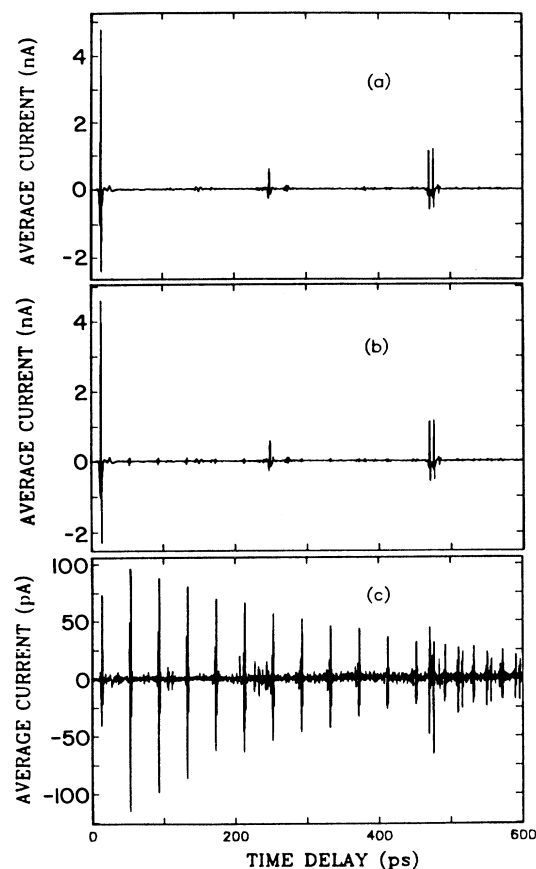 AVERAGE CURRENT (nA)
4
2
0
-2
(a)
AVERAGE CURRENT (nA)
4
2
0
-2
(b)
AVERAGE CURRENT (pA)
100
50
0
-50
-100
(c)
0 200 400 600
TIME DELAY (ps)